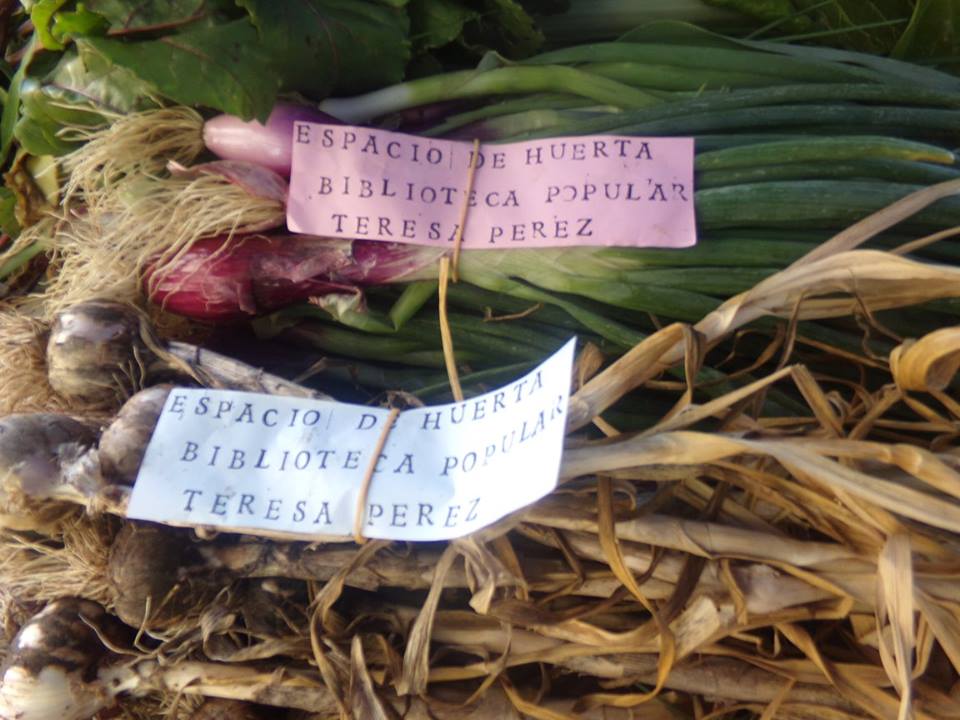 ESPACIO DE HUERTA
BIBLIOTECA POPULAR
TERESA PEREZ
ESPACIO DE HUERTA
BIBLIOTECA POPULAR
TERESA PEREZ